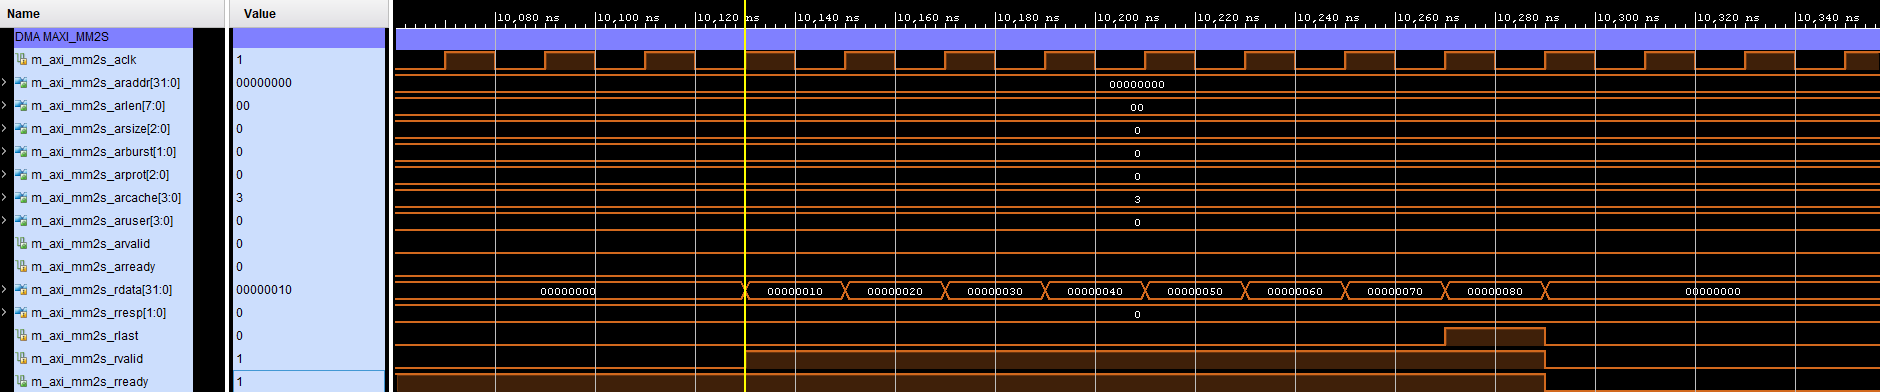 Name Value
10,080 ns 10,100 ns 10,120 ns 10,140 ns 10,160 ns 10,180 ns 10,200 ns 10,220 ns 10,240 ns 10,260 ns 10,280 ns 10,300 ns 10,320 ns 10,340 ns
DMA MAXI_MM2S
m_axi_mm2s_aclk 1
m_axi_mm2s_araddr[31:0] 00000000 00000000
m_axi_mm2s_arlen[7:0] 00 00
m_axi_mm2s_arsize[2:0] 0 0
m_axi_mm2s_arburst[1:0] 0 0
m_axi_mm2s_arprot[2:0] 0 0
m_axi_mm2s_arcache[3:0] 3 3
m_axi_mm2s_aruser[3:0] 0 0
m_axi_mm2s_arvalid 0
m_axi_mm2s_arready 0
m_axi_mm2s_rdata[31:0] 00000010 00000000 00000010 00000020 00000030 00000040 00000050 00000060 00000070 00000080 00000000
m_axi_mm2s_rresp[1:0] 0 0
m_axi_mm2s_rlast 0
m_axi_mm2s_rvalid 1
m_axi_mm2s_rready 1